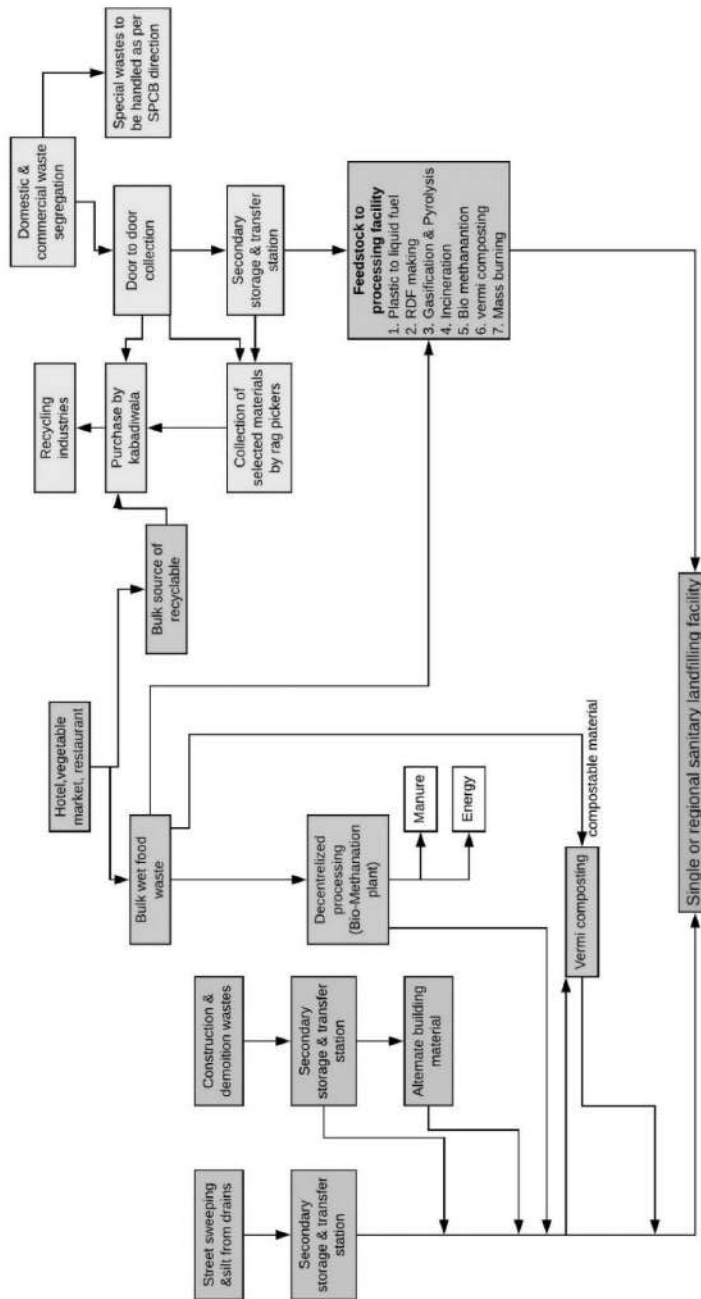 Street sweeping
&silt from drains
Construction &
demoition wastes
Hotel,vegetable
market, restaurant
Domestic &
commercial waste
segregation
Special wastes to
be handled as per
SPCB direction
Bulk wet food
waste
Bulk source of
recyclable
Recycling
industries
Purchase by
kabadiwala
Door to door
collection
Collection of
selected materials
by rag pickers
Secondary
storage & transfer
station
Secondary
storage & transfer
station
Secondary
storage & transfer
station
Decentrelized
processing
(Bio-Methanation
plant)
Alternate building
material
Manure
Energy
Feedstock to
processing facility
1. Plastic to liquid fuel
2. RDF making
3. Gasification & Pyrolysis
4. Incineration
5. Bio methanantion
6. vermi composting
7. Mass burning
Vermi composting
compostable material
Single or regional sanitary landfilling facility